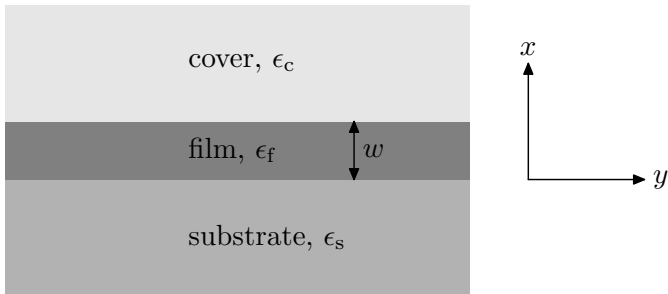 cover, ϵc
x
film, ϵf
w
y
substrate, ϵs